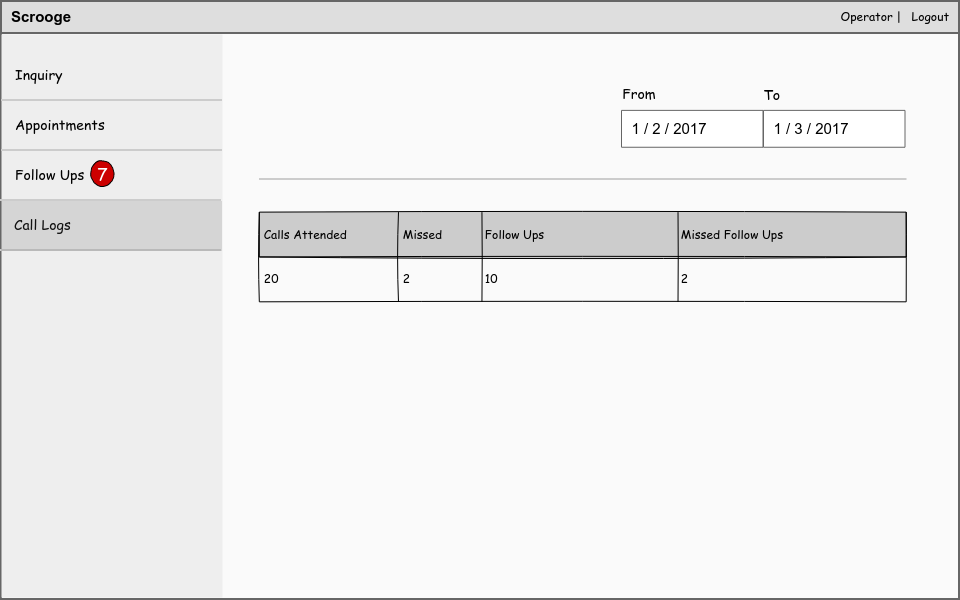 Scrooge
Operator | Logout
Inquiry
Appointments
Follow Ups 7
Call Logs
From To
1 / 2 / 2017 1 / 3 / 2017
Calls Attended Missed Follow Ups Missed Follow Ups
20 2 10 2